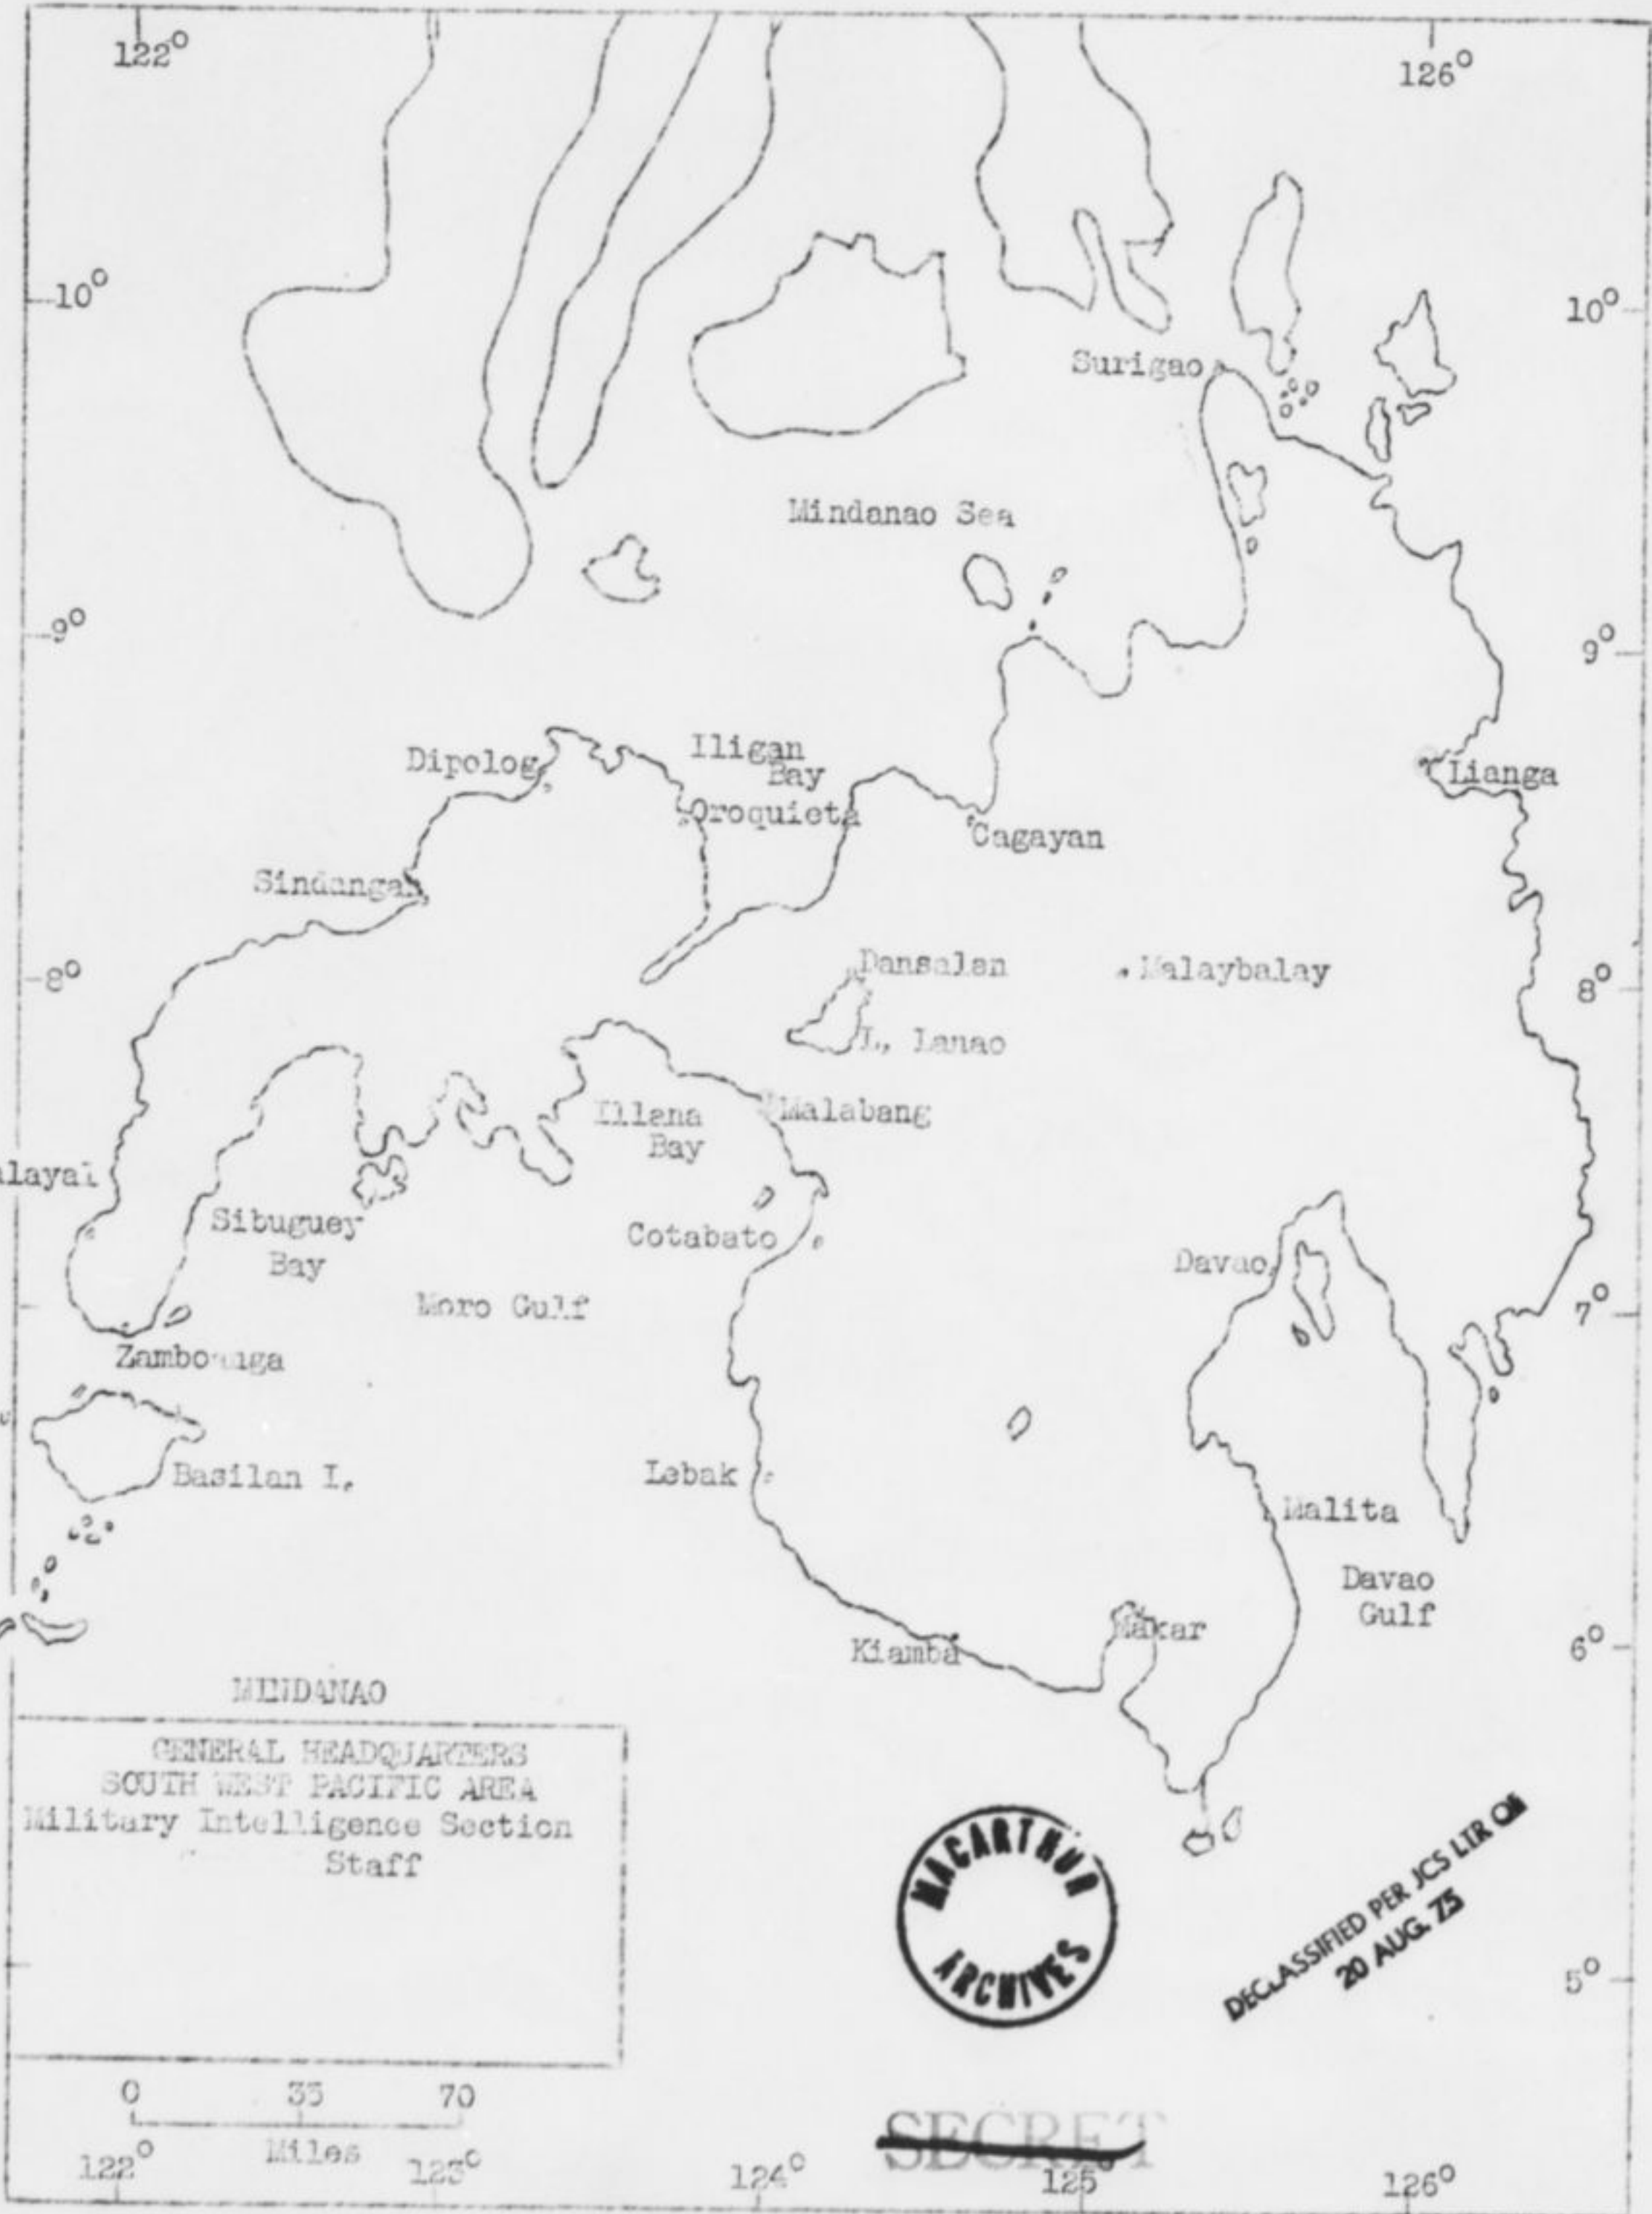 122°
126°
10°
10°
Surigao
Mindanao Sea
9°
9°
Dipolog
Iligan
Bay
Oroquieta
Lianga
Cagayan
Sindangan
8°
Dansalan
Malaybalay
8°
L. Lanao
Illana
Bay
Malabang
Sibuguey
Bay
Cotabato
Davao
Moro Gulf
7°
Zamboanga
Basilan I.
Lebak
Malita
Davao
Gulf
Makar
Kiamba
6°
MINDANAO
GENERAL HEADQUARTERS
SOUTH WEST PACIFIC AREA
Military Intelligence Section
Staff
MACARTHUR
ARCHIVES
DECLASSIFIED PER JCS LTR OF
20 AUG. 75
5°
0 35 70
Miles
SECRET
122° 123° 124° 125° 126°